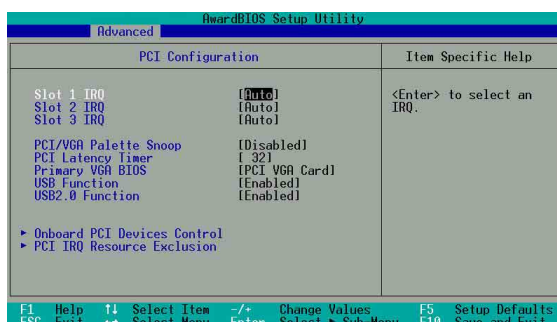 AwardBIOS Setup Utility
Advanced
PCI Configuration
Item Specific Help
Slot 1 IRQ [Auto]
Slot 2 IRQ [Auto]
Slot 3 IRQ [Auto]
PCI/VGA Palette Snoop [Disabled]
PCI Latency Timer [ 32]
Primary VGA BIOS [PCI VGA Card]
USB Function [Enabled]
USB2.0 Function [Enabled]
► Onboard PCI Devices Control
► PCI IRQ Resource Exclusion
<Enter> to select an
IRQ.
F1 Help ↑↓ Select Item -/+ Change Values F5 Setup Defaults
ESC Exit Select Menu Enter Select ► Sub-Menu F10 Save and Exit